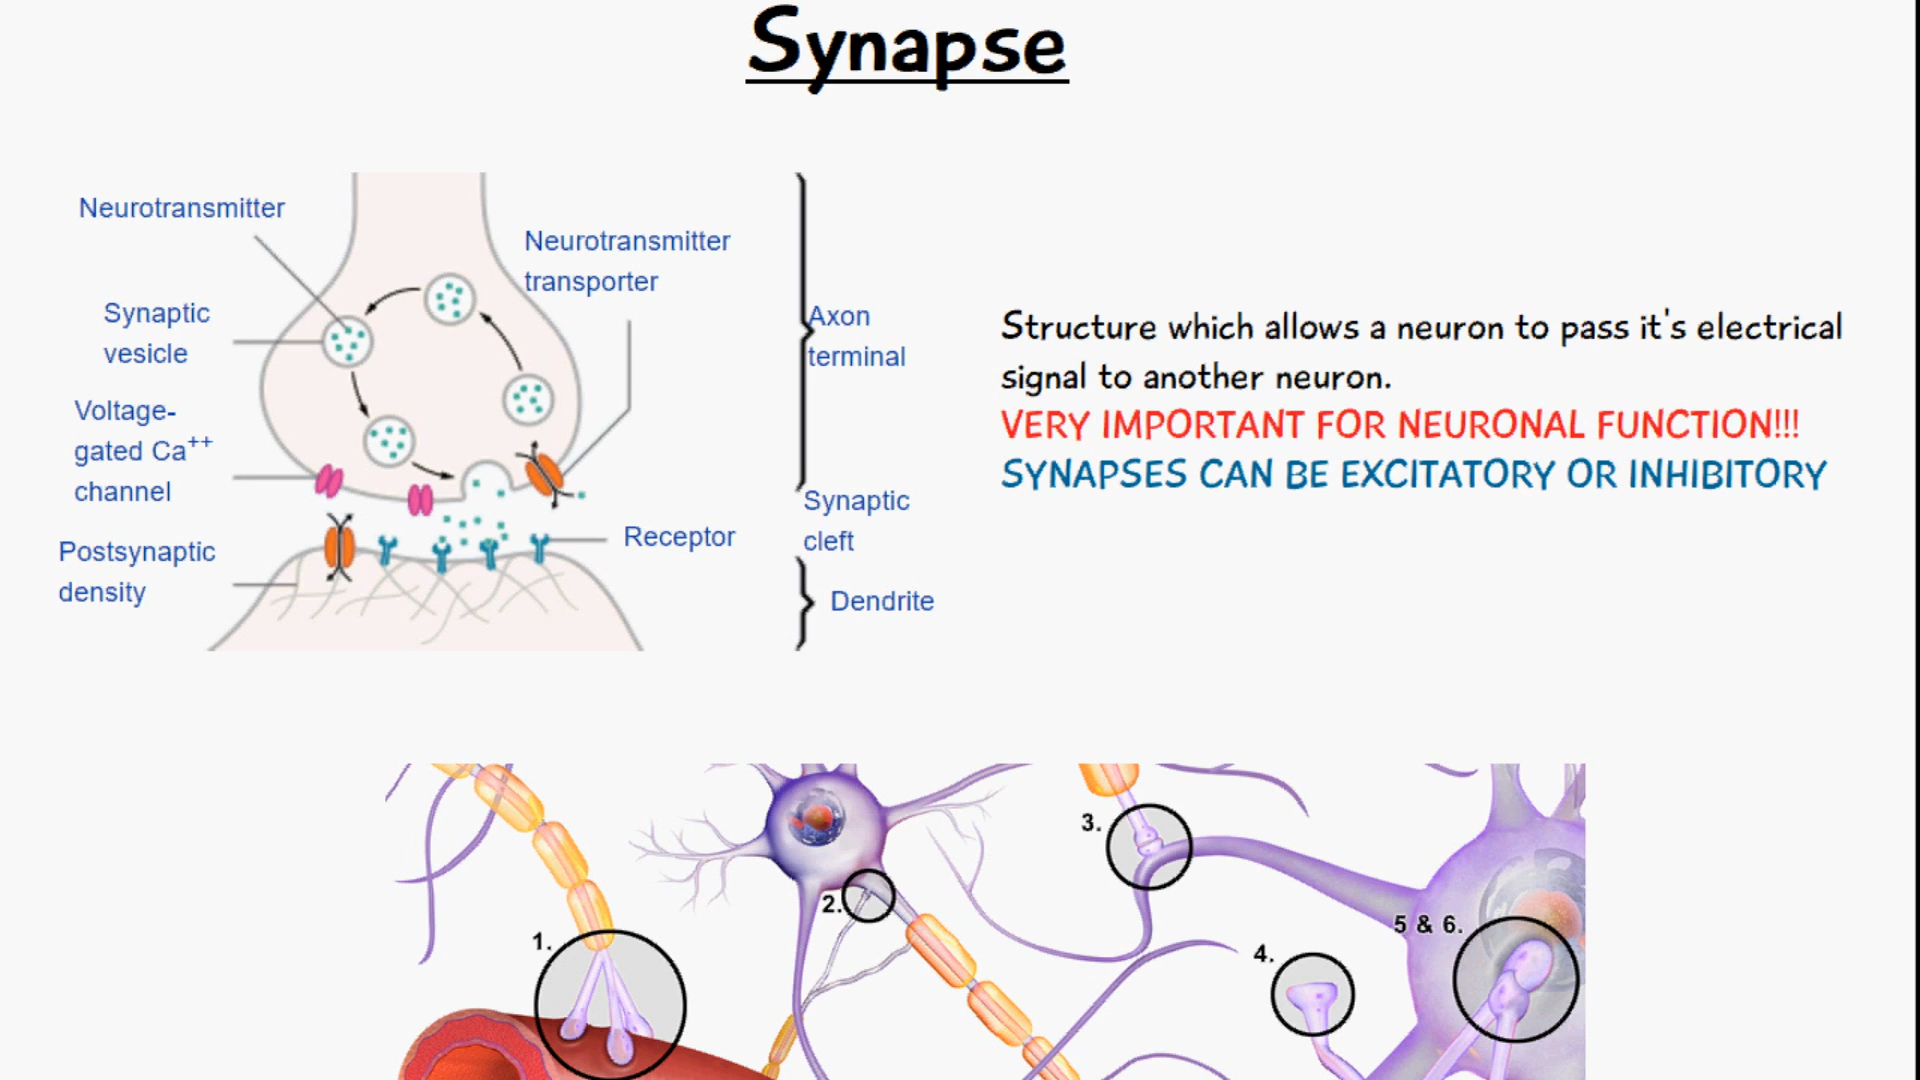 Synapse
Neurotransmitter
Neurotransmitter
transporter
Synaptic
vesicle
Axon
terminal
Voltage-
gated Ca++
channel
Synaptic
cleft
Receptor
Postsynaptic
density
Dendrite
Structure which allows a neuron to pass it's electrical
signal to another neuron.
VERY IMPORTANT FOR NEURONAL FUNCTION!!!
SYNAPSES CAN BE EXCITATORY OR INHIBITORY
1.
2.
3.
4.
5 & 6.